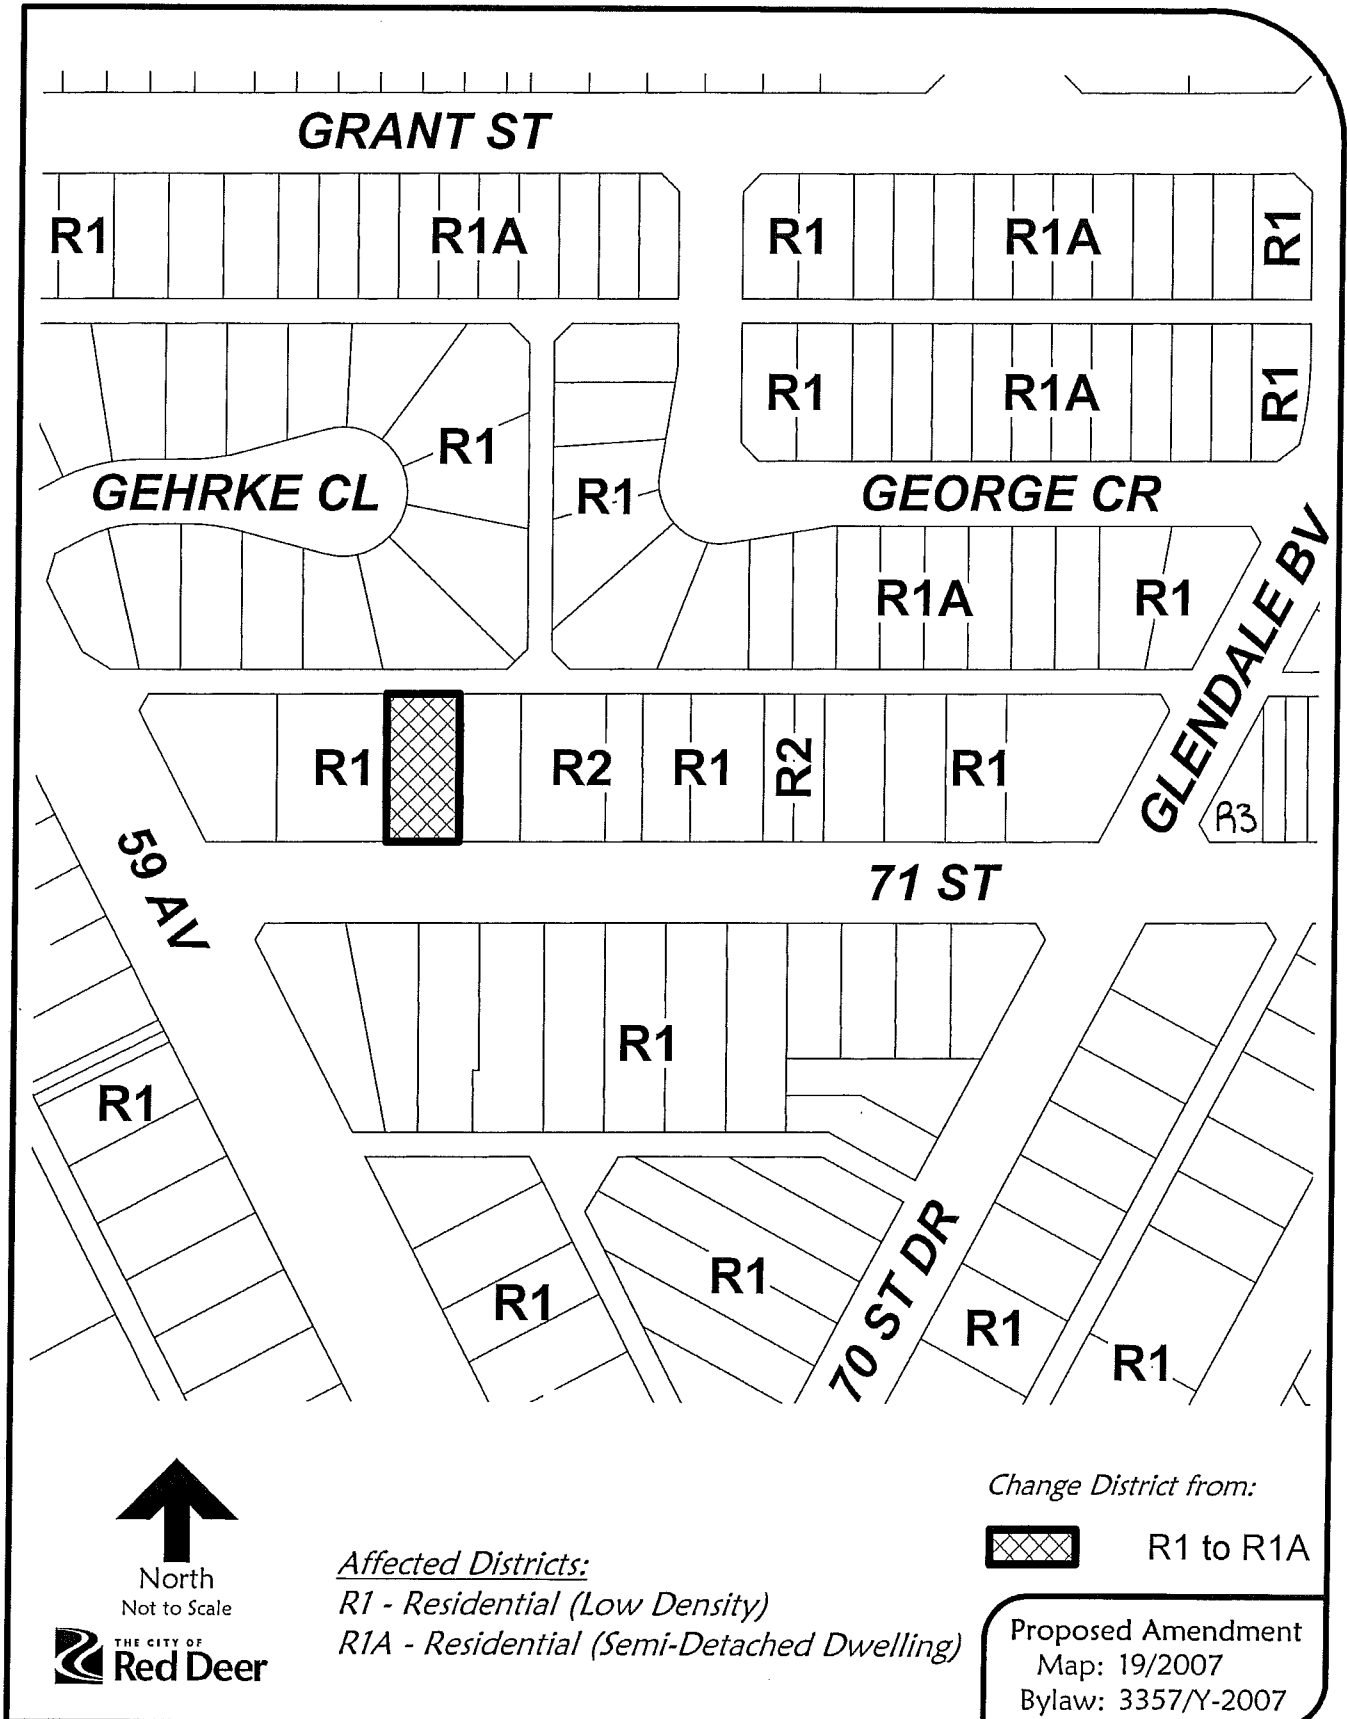 GRANT ST
R1
R1A
R1
R1A
R1
R1
R1A
R1
R1
R1
GEHRKE CL
GEORGE CR
R1A
R1
GLENDALE BV
R1
R2
R1
R2
R1
R3
59 AV
71 ST
R1
R1
R1
R1
70 ST DR
R1
R1
Change District from:
R1 to R1A
North
Not to Scale
Affected Districts:
R1 - Residential (Low Density)
R1A - Residential (Semi-Detached Dwelling)
THE CITY OF
Red Deer
Proposed Amendment
Map: 19/2007
Bylaw: 3357/Y-2007